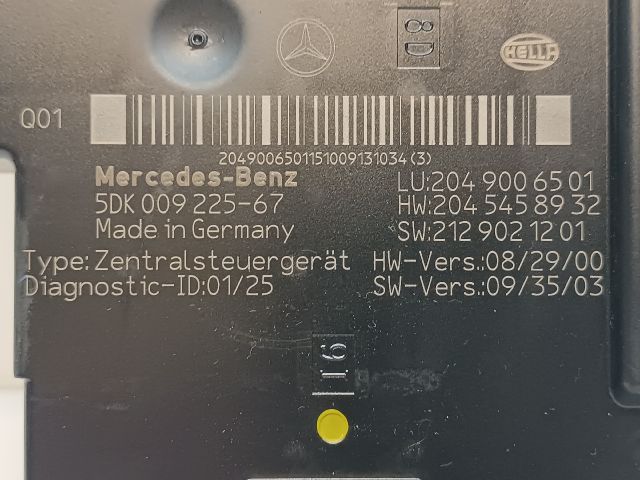 8D
HELLA
Q01
2049006501151009131034(3)
Mercedes-Benz
LU:204 900 65 01
5DK 009 225-67
HW:204 545 89 32
Made in Germany
SW:212 902 12 01
Type: Zentralsteuergerät
HW-Vers.:08/29/00
Diagnostic-ID:01/25
SW-Vers.:09/35/03
16